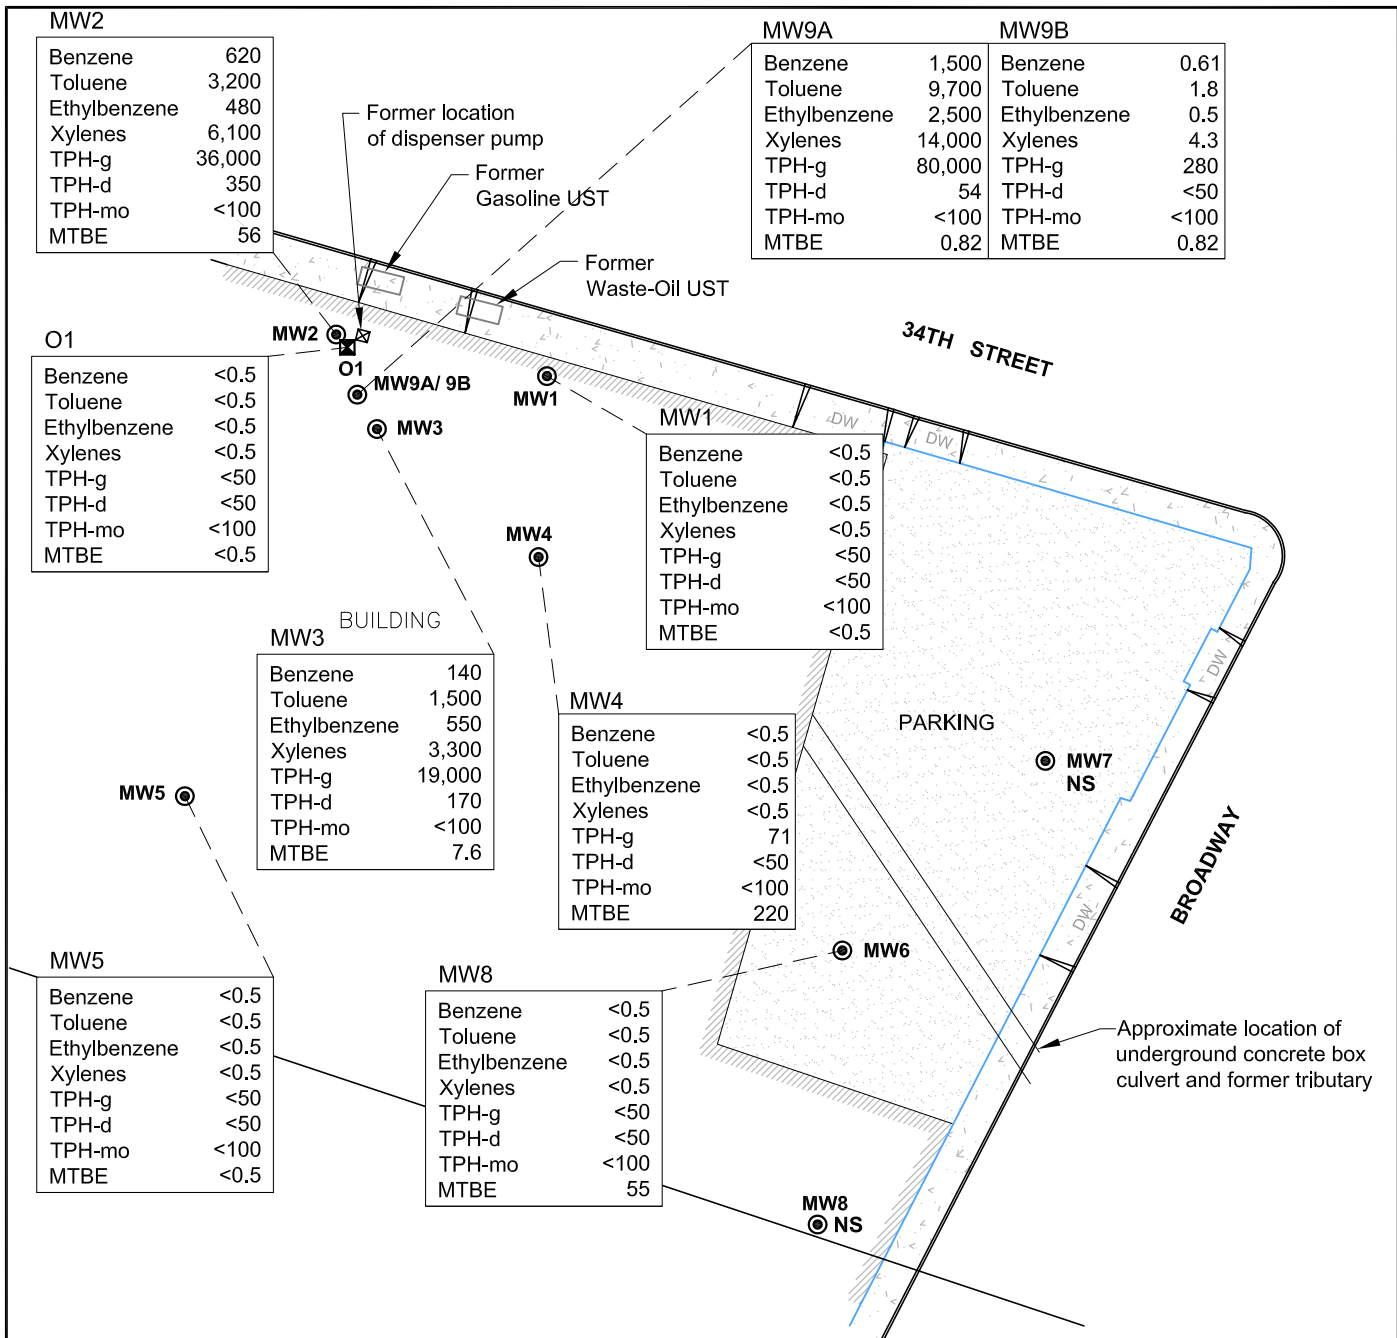 MW2
Benzene 620
Toluene 3,200
Ethylbenzene 480
Xylenes 6,100
TPH-g 36,000
TPH-d 350
TPH-mo <100
MTBE 56
MW9A
Benzene 1,500
Toluene 9,700
Ethylbenzene 2,500
Xylenes 14,000
TPH-g 80,000
TPH-d 54
TPH-mo <100
MTBE 0.82
MW9B
Benzene 0.61
Toluene 1.8
Ethylbenzene 0.5
Xylenes 4.3
TPH-g 280
TPH-d <50
TPH-mo <100
MTBE 0.82
Former location
of dispenser pump
Former
Gasoline UST
Former
Waste-Oil UST
34TH STREET
MW2
O1
MW9A/ 9B
MW3
MW1
MW4
DW
DW
O1
Benzene <0.5
Toluene <0.5
Ethylbenzene <0.5
Xylenes <0.5
TPH-g <50
TPH-d <50
TPH-mo <100
MTBE <0.5
MW1
Benzene <0.5
Toluene <0.5
Ethylbenzene <0.5
Xylenes <0.5
TPH-g <50
TPH-d <50
TPH-mo <100
MTBE <0.5
BUILDING
MW3
Benzene 140
Toluene 1,500
Ethylbenzene 550
Xylenes 3,300
TPH-g 19,000
TPH-d 170
TPH-mo <100
MTBE 7.6
MW4
Benzene <0.5
Toluene <0.5
Ethylbenzene <0.5
Xylenes <0.5
TPH-g 71
TPH-d <50
TPH-mo <100
MTBE 220
DW
PARKING
MW7
NS
MW5
BROADWAY
DW
MW6
MW5
Benzene <0.5
Toluene <0.5
Ethylbenzene <0.5
Xylenes <0.5
TPH-g <50
TPH-d <50
TPH-mo <100
MTBE <0.5
MW8
Benzene <0.5
Toluene <0.5
Ethylbenzene <0.5
Xylenes <0.5
TPH-g <50
TPH-d <50
TPH-mo <100
MTBE 55
Approximate location of
underground concrete box
culvert and former tributary
MW8
NS